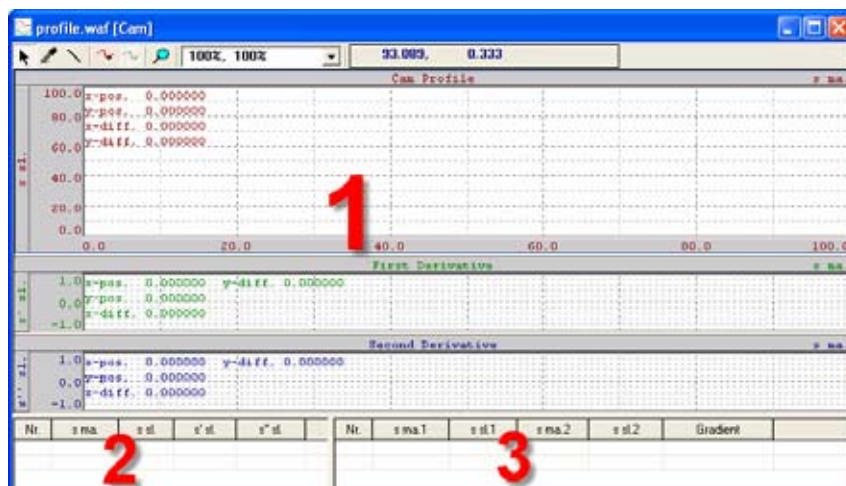 profile.waf [Cam]
100%, 100% 93.089, 0.333
Cam Profile s ma.
100.0 x-pos. 0.000000
80.0 y-pos. 0.000000
x-diff. 0.000000
60.0 y-diff. 0.000000
s sl.
40.0
20.0
0.0
0.0 20.0 40.0 60.0 80.0 100.0
1
First Derivative s ma.
1.0 x-pos. 0.000000 y-diff. 0.000000
0.0 y-pos. 0.000000
-1.0 x-diff. 0.000000
s' sl.
Second Derivative s ma.
1.0 x-pos. 0.000000 y-diff. 0.000000
0.0 y-pos. 0.000000
-1.0 x-diff. 0.000000
s'' sl.
Nr. s ma. s sl. s' sl. s'' sl.
2
Nr. s ma.1 s sl.1 s ma.2 s sl.2 Gradient
3